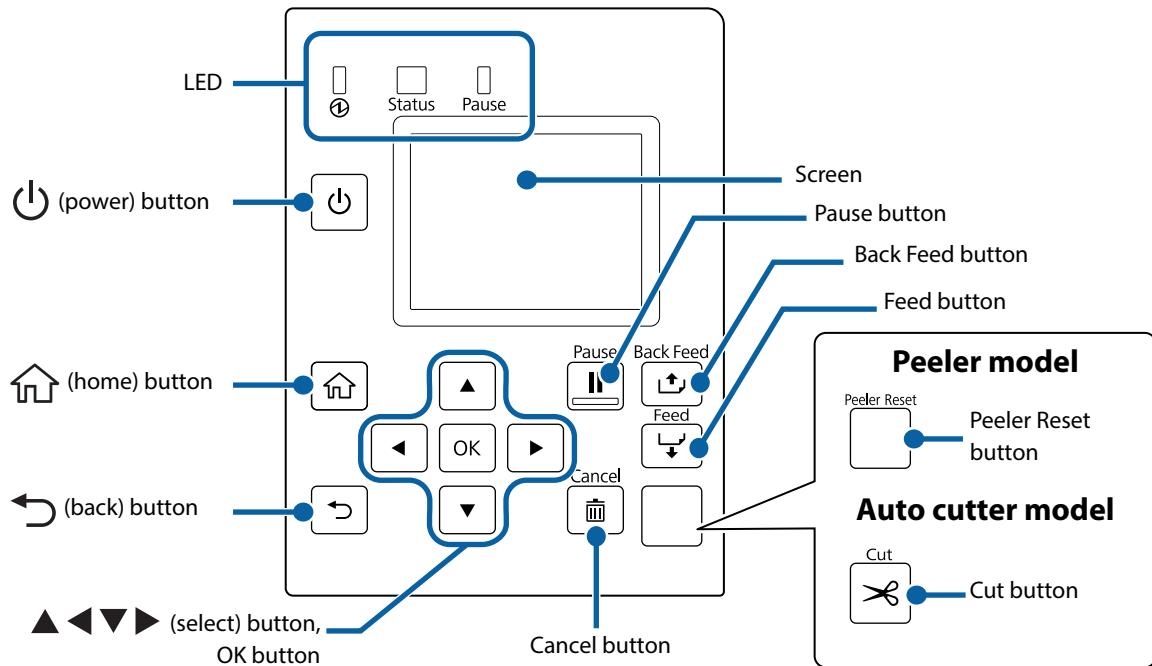 LED
Status
Pause
(power) button
Screen
Pause button
Back Feed button
Feed button
(home) button
Pause
Back Feed
Feed
OK
Cancel
(back) button
▲ ◀ ▼ ▶ (select) button,
OK button
Cancel button
Peeler model
Peeler Reset
Peeler Reset
button
Auto cutter model
Cut
Cut button